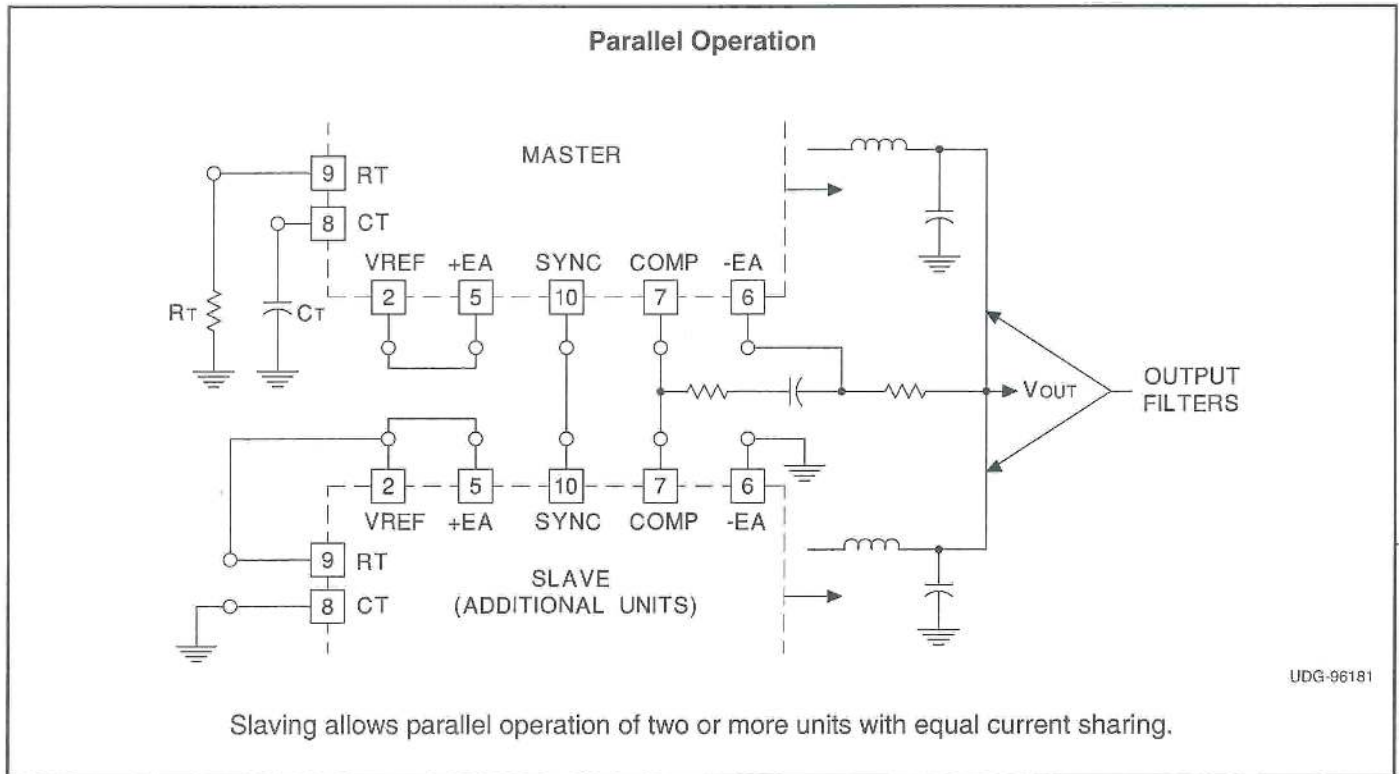 Parallel Operation
MASTER
9 RT
8 CT
VREF +EA SYNC COMP -EA
2 5 10 7 6
RT CT
VOUT
OUTPUT
FILTERS
2 5 10 7 6
VREF +EA SYNC COMP -EA
9 RT
SLAVE
8 CT
(ADDITIONAL UNITS)
UDG-96181
Slaving allows parallel operation of two or more units with equal current sharing.